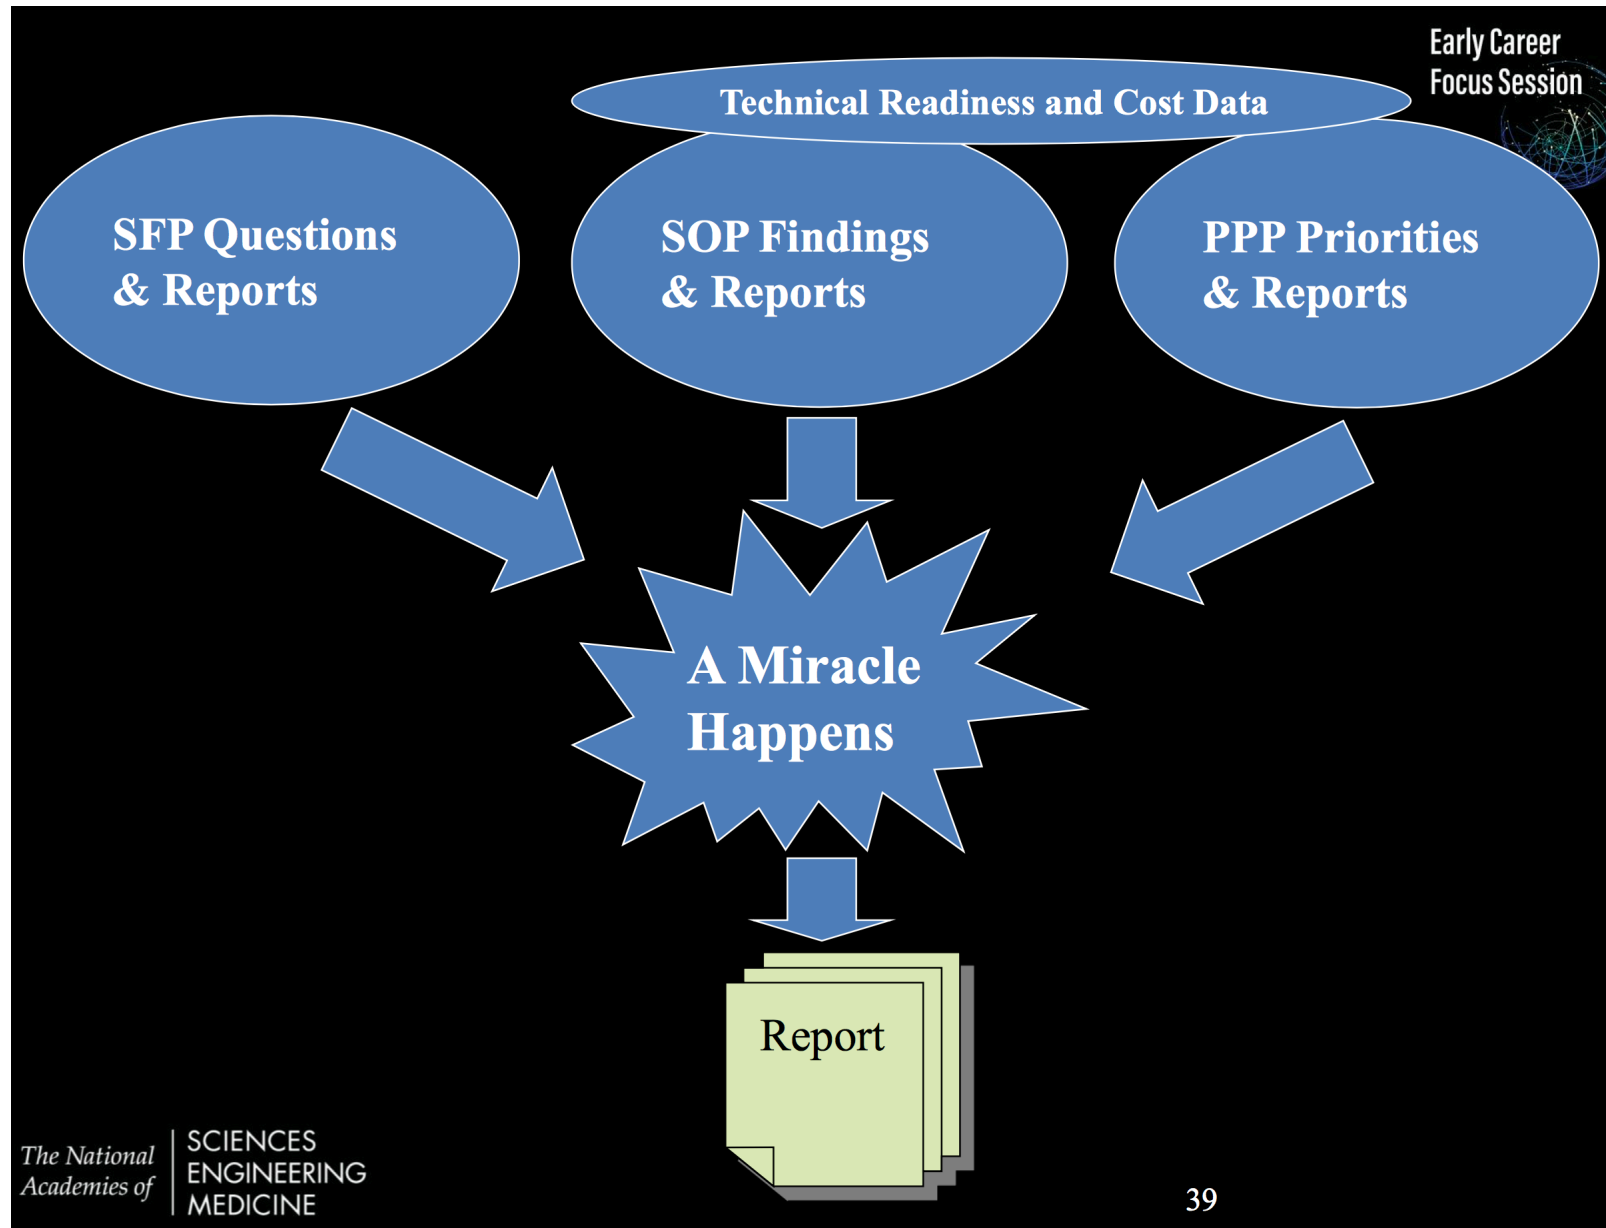 Early Career
Focus Session
Technical Readiness and Cost Data
SFP Questions
& Reports
SOP Findings
& Reports
PPP Priorities
& Reports
A Miracle
Happens
Report
The National
Academies of
SCIENCES
ENGINEERING
MEDICINE
39